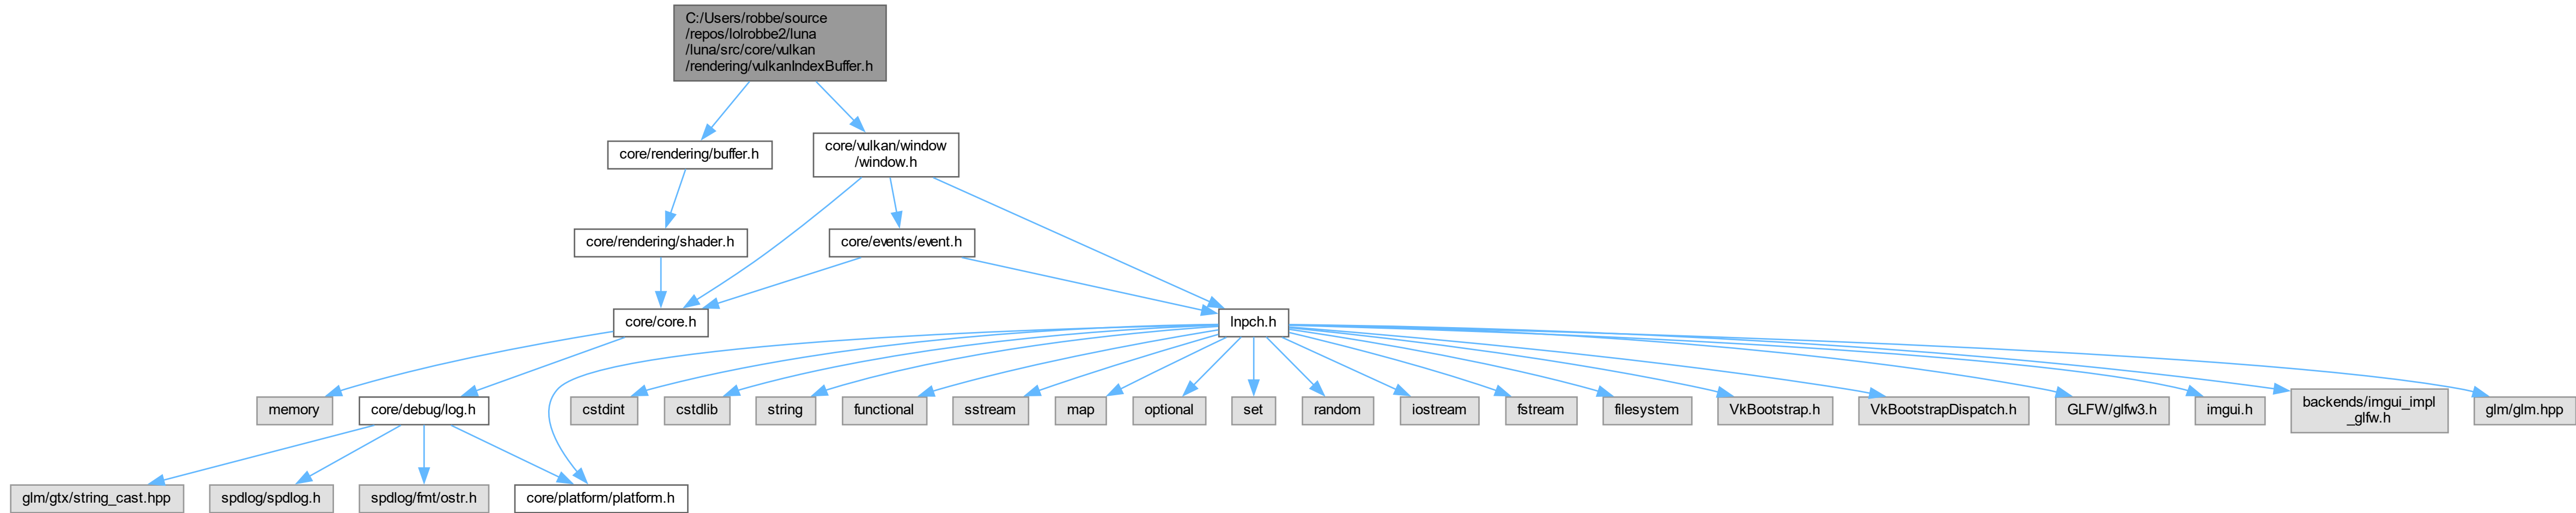 C:/Users/robbe/source
/repos/lolrobbe2/luna
/luna/src/core/vulkan
/rendering/vulkanIndexBuffer.h
core/rendering/buffer.h
core/vulkan/window
/window.h
core/rendering/shader.h
core/events/event.h
core/core.h
lnpch.h
memory
core/debug/log.h
cstdint
cstdlib
string
functional
sstream
map
optional
set
random
iostream
fstream
filesystem
VkBootstrap.h
VkBootstrapDispatch.h
GLFW/glfw3.h
imgui.h
backends/imgui_impl
_glfw.h
glm/glm.hpp
glm/gtx/string_cast.hpp
spdlog/spdlog.h
spdlog/fmt/ostr.h
core/platform/platform.h